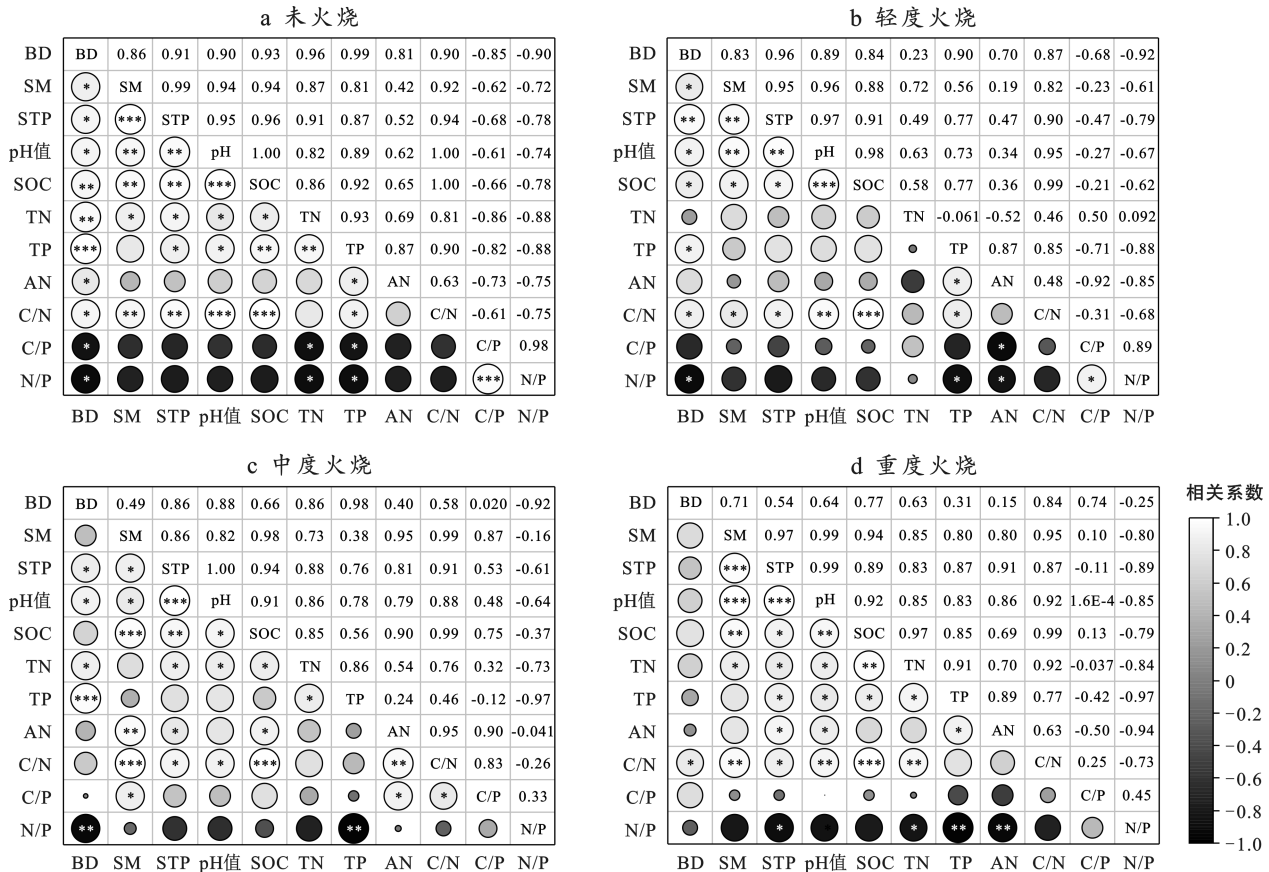 a 未火烧
BD BD 0.86 0.91 0.90 0.93 0.96 0.99 0.81 0.90 -0.85 -0.90
SM * SM 0.99 0.94 0.94 0.87 0.81 0.42 0.92 -0.62 -0.72
STP * *** STP 0.95 0.96 0.91 0.87 0.52 0.94 -0.68 -0.78
pH值 * ** ** pH 1.00 0.82 0.89 0.62 1.00 -0.61 -0.74
SOC ** ** ** *** SOC 0.86 0.92 0.65 1.00 -0.66 -0.78
TN ** * * * * TN 0.93 0.69 0.81 -0.86 -0.88
TP *** * * ** ** TP 0.87 0.90 -0.82 -0.88
AN * * AN 0.63 -0.73 -0.75
C/N * ** ** *** *** * C/N -0.61 -0.75
C/P * * * C/P 0.98
N/P * * * *** N/P
BD SM STP pH值 SOC TN TP AN C/N C/P N/P
b 轻度火烧
BD BD 0.83 0.96 0.89 0.84 0.23 0.90 0.70 0.87 -0.68 -0.92
SM * SM 0.95 0.96 0.88 0.72 0.56 0.19 0.82 -0.23 -0.61
STP ** ** STP 0.97 0.91 0.49 0.77 0.47 0.90 -0.47 -0.79
pH值 * ** ** pH 0.98 0.63 0.73 0.34 0.95 -0.27 -0.67
SOC * * * *** SOC 0.58 0.77 0.36 0.99 -0.21 -0.62
TN TN -0.061 -0.52 0.46 0.50 0.092
TP * TP 0.87 0.85 -0.71 -0.88
AN * AN 0.48 -0.92 -0.85
C/N * * * ** *** * C/N -0.31 -0.68
C/P * C/P 0.89
N/P * * * * N/P
BD SM STP pH值 SOC TN TP AN C/N C/P N/P
c 中度火烧
BD BD 0.49 0.86 0.88 0.66 0.86 0.98 0.40 0.58 0.020 -0.92
SM SM 0.86 0.82 0.98 0.73 0.38 0.95 0.99 0.87 -0.16
STP * * STP 1.00 0.94 0.88 0.76 0.81 0.91 0.53 -0.61
pH值 * * *** pH 0.91 0.86 0.78 0.79 0.88 0.48 -0.64
SOC *** ** * SOC 0.85 0.56 0.90 0.99 0.75 -0.37
TN * * * * TN 0.86 0.54 0.76 0.32 -0.73
TP *** * TP 0.24 0.46 -0.12 -0.97
AN ** * * AN 0.95 0.90 -0.041
C/N *** * * *** ** C/N 0.83 -0.26
C/P * * * C/P 0.33
N/P ** ** N/P
BD SM STP pH值 SOC TN TP AN C/N C/P N/P
d 重度火烧
BD BD 0.71 0.54 0.64 0.77 0.63 0.31 0.15 0.84 0.74 -0.25
SM SM 0.97 0.99 0.94 0.85 0.80 0.80 0.95 0.10 -0.80
STP *** STP 0.99 0.89 0.83 0.87 0.91 0.87 -0.11 -0.89
pH值 *** *** pH 0.92 0.85 0.83 0.86 0.92 1.6E-4 -0.85
SOC ** * ** SOC 0.97 0.85 0.69 0.99 0.13 -0.79
TN * * * ** TN 0.91 0.70 0.92 -0.037 -0.84
TP * * * * TP 0.89 0.77 -0.42 -0.97
AN * * * AN 0.63 -0.50 -0.94
C/N * ** * ** *** ** C/N 0.25 -0.73
C/P C/P 0.45
N/P * * * ** ** N/P
BD SM STP pH值 SOC TN TP AN C/N C/P N/P
相关系数
1.0
0.8
0.6
0.4
0.2
0
−0.2
−0.4
−0.6
−0.8
−1.0